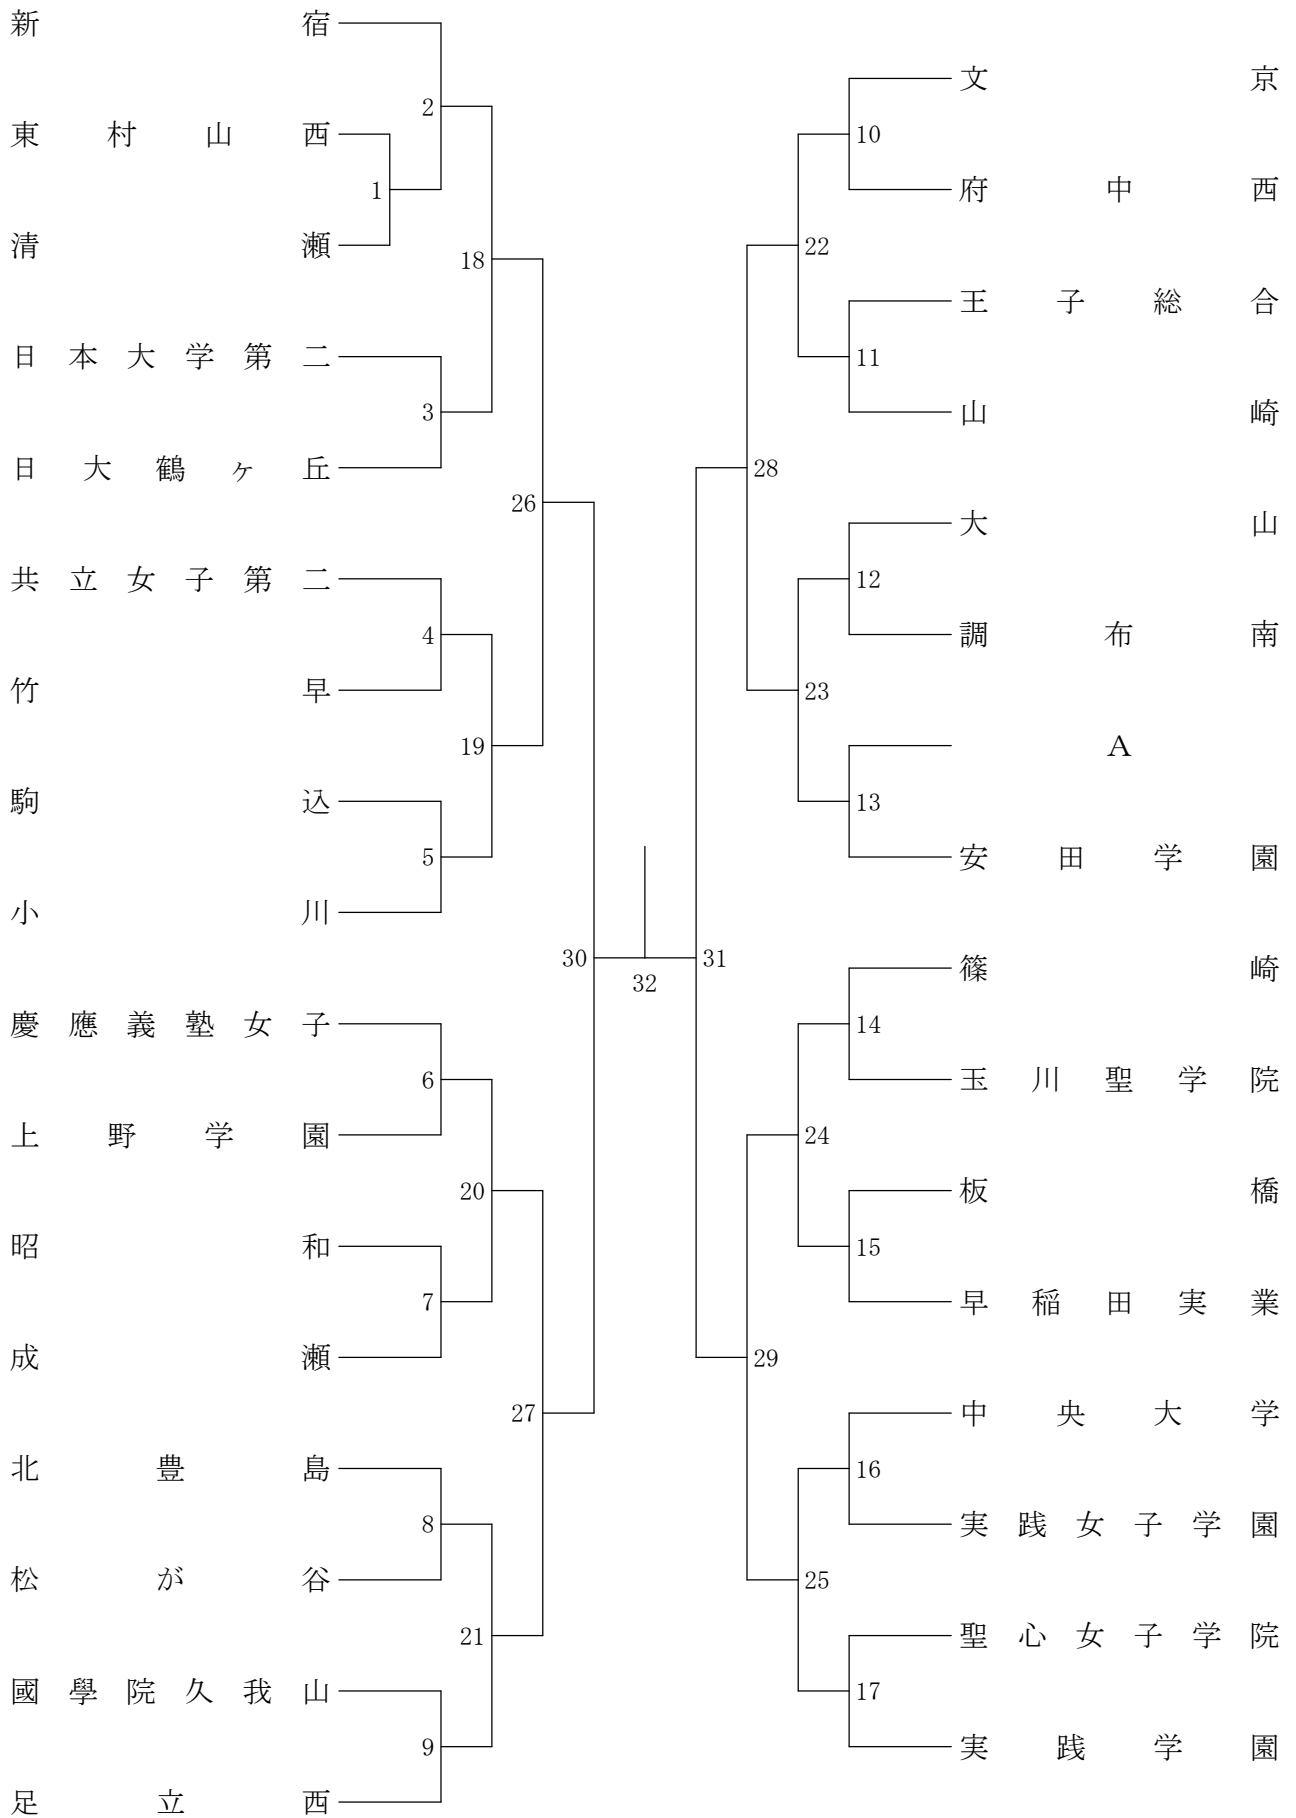 新宿
東村山西
清瀬
日本大学第二
日大鶴ヶ丘
共立女子第二
竹早
駒込
小川
慶應義塾女子
上野学園
昭和
成瀬
北豊島
松が谷
國學院久我山
足立西
1
2
3
4
5
6
7
8
9
18
19
20
21
26
27
30
32
31
28
29
22
23
24
25
10
11
12
13
14
15
16
17
文京
府中西
王子総合
山崎
大山
調布南
A
安田学園
篠崎
玉川聖学院
板橋
早稲田実業
中央大学
実践女子学園
聖心女子学院
実践学園